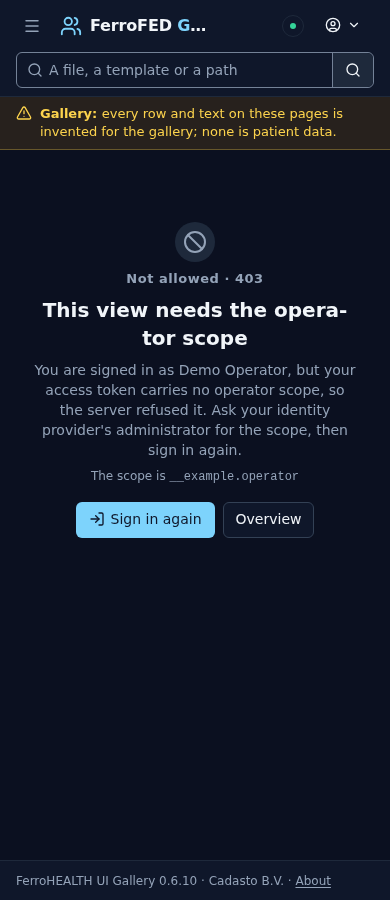 FerroFED G…
A file, a template or a path
Gallery: every row and text on these pages is
invented for the gallery; none is patient data.
Not allowed · 403
This view needs the opera-
tor scope
You are signed in as Demo Operator, but your
access token carries no operator scope, so
the server refused it. Ask your identity
provider's administrator for the scope, then
sign in again.
The scope is __example.operator
Sign in again
Overview
FerroHEALTH UI Gallery 0.6.10 · Cadasto B.V. · About